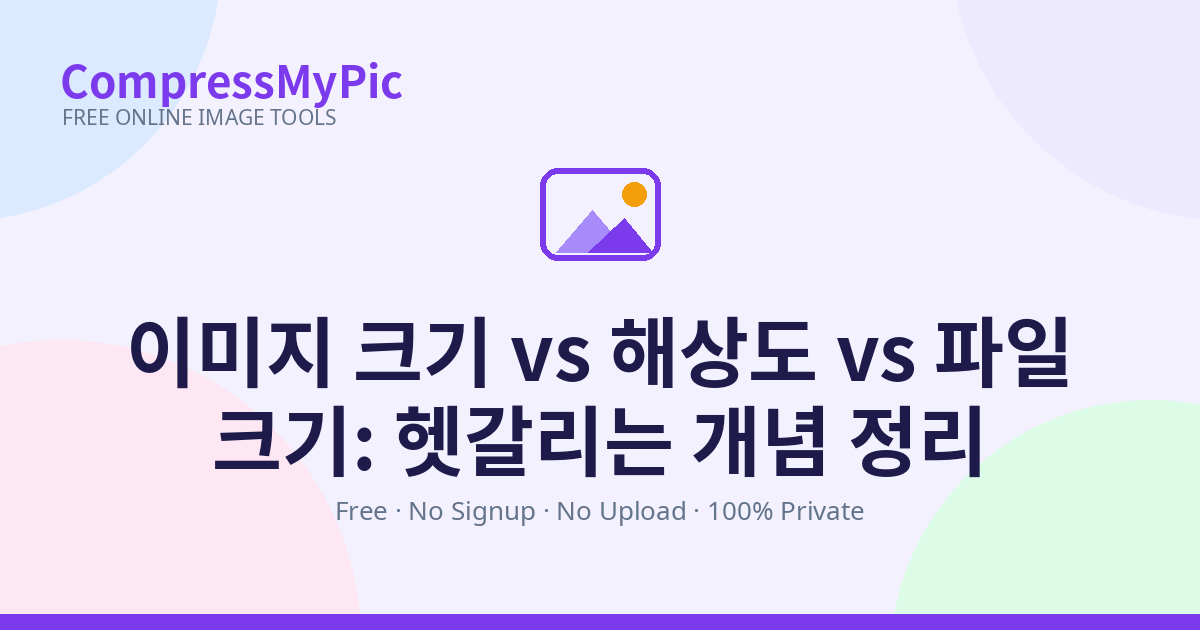 CompressMyPic
FREE ONLINE IMAGE TOOLS
이미지 크기 vs 해상도 vs 파일
크기: 헷갈리는 개념 정리
Free · No Signup · No Upload · 100% Private